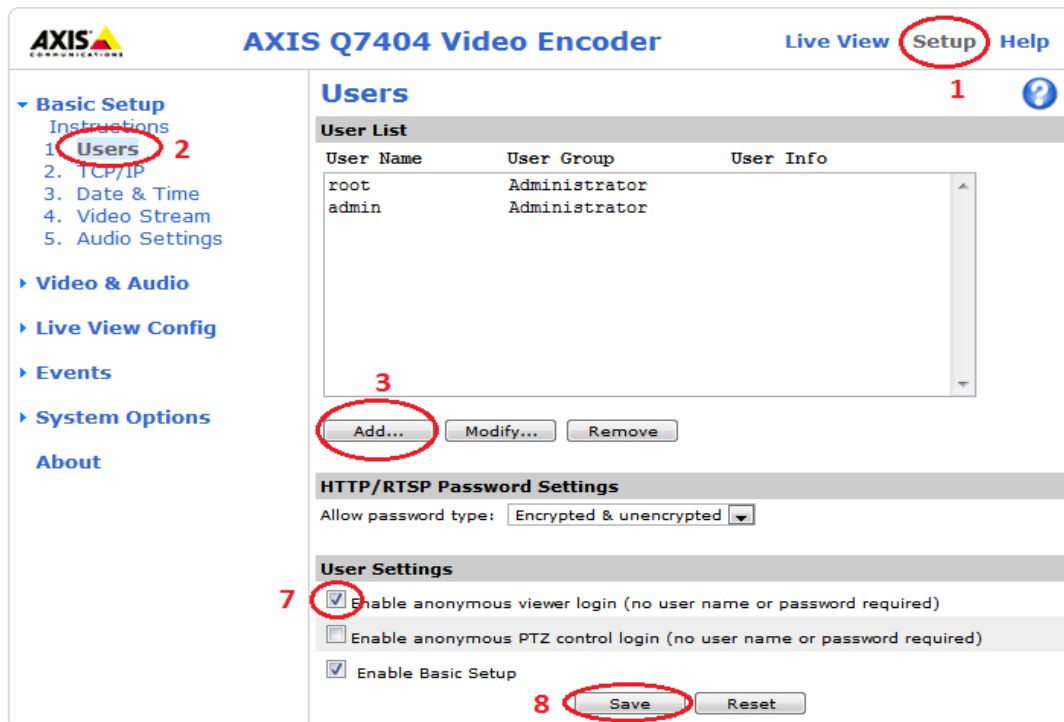 AXIS
COMMUNICATIONS
AXIS Q7404 Video Encoder
Live View Setup Help
1
Basic Setup
Instructions
1 Users 2
2. TCP/IP
3. Date & Time
4. Video Stream
5. Audio Settings
Video & Audio
Live View Config
Events
System Options
About
Users
?
User List
User Name User Group User Info
root Administrator
admin Administrator
3
Add... Modify... Remove
HTTP/RTSP Password Settings
Allow password type: Encrypted & unencrypted
User Settings
7 Enable anonymous viewer login (no user name or password required)
Enable anonymous PTZ control login (no user name or password required)
Enable Basic Setup
8 Save Reset